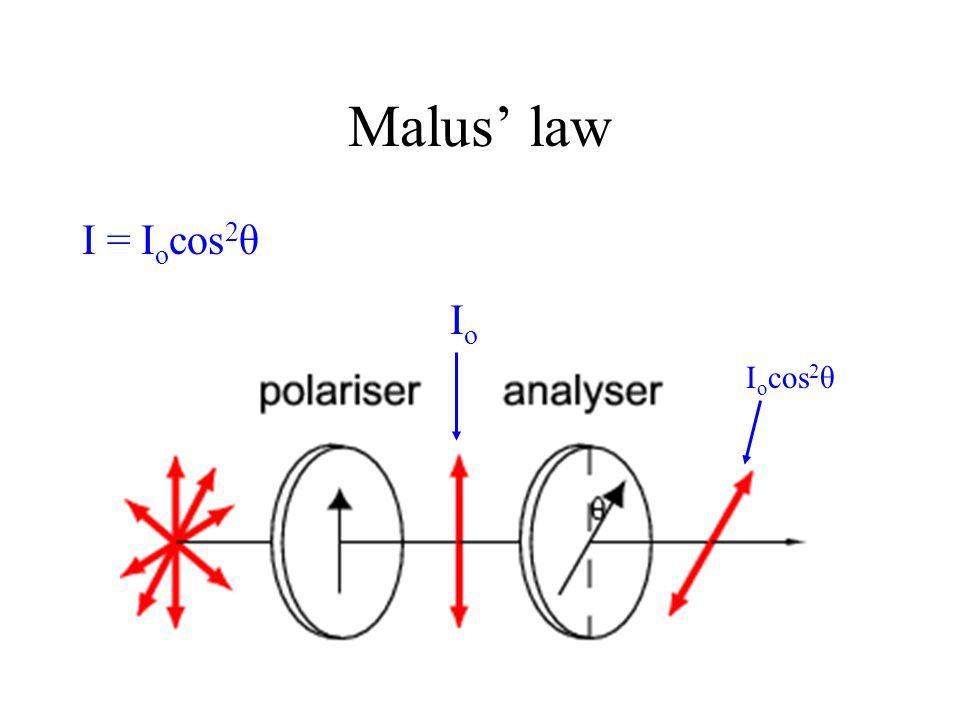 Malus’ law
I = Iₒcos²θ
Iₒ
polariser analyser
Iₒcos²θ
θ